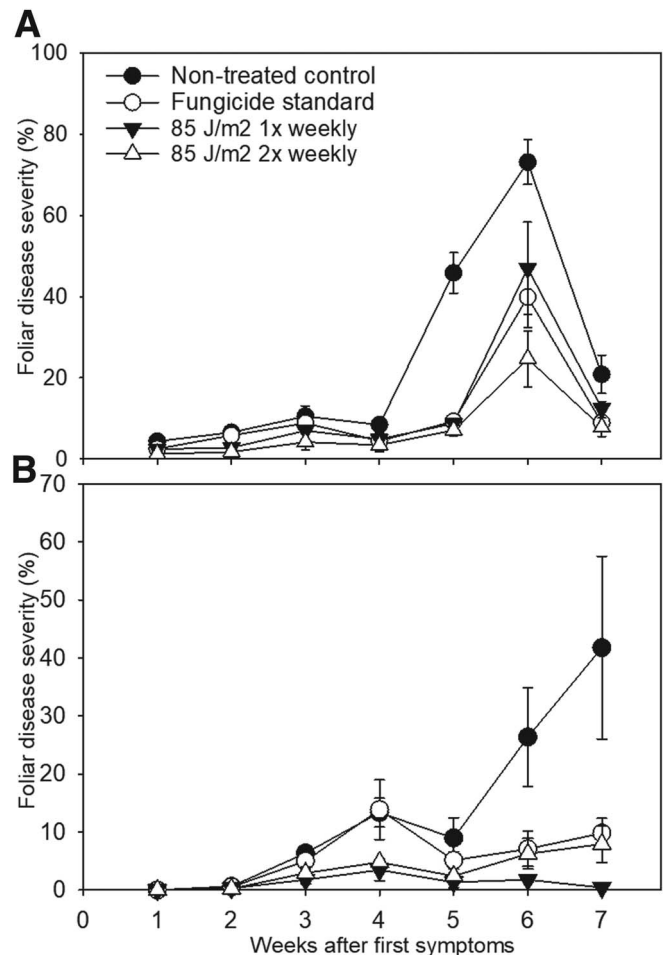 A
100
80
60
40
20
0
Foliar disease severity (%)
Non-treated control
Fungicide standard
85 J/m2 1x weekly
85 J/m2 2x weekly
B
70
60
50
40
30
20
10
0
Foliar disease severity (%)
0 1 2 3 4 5 6 7
Weeks after first symptoms